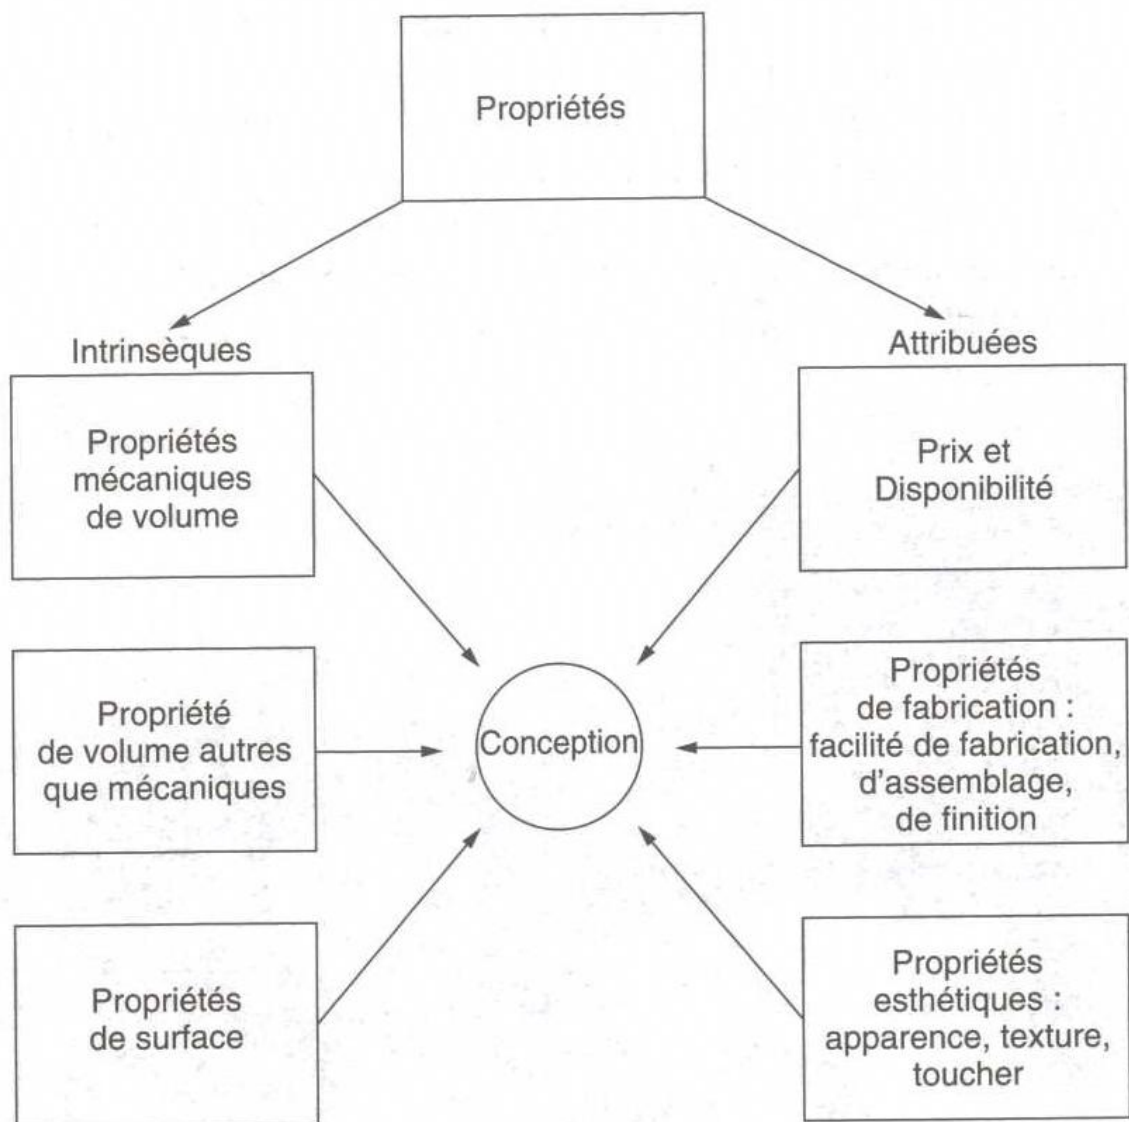 Propriétés
Intrinsèques
Attribuées
Propriétés
mécaniques
de volume
Prix et
Disponibilité
Propriété
de volume autres
que mécaniques
Conception
Propriétés
de fabrication :
facilité de fabrication,
d'assemblage,
de finition
Propriétés
de surface
Propriétés
esthétiques :
apparence, texture,
toucher